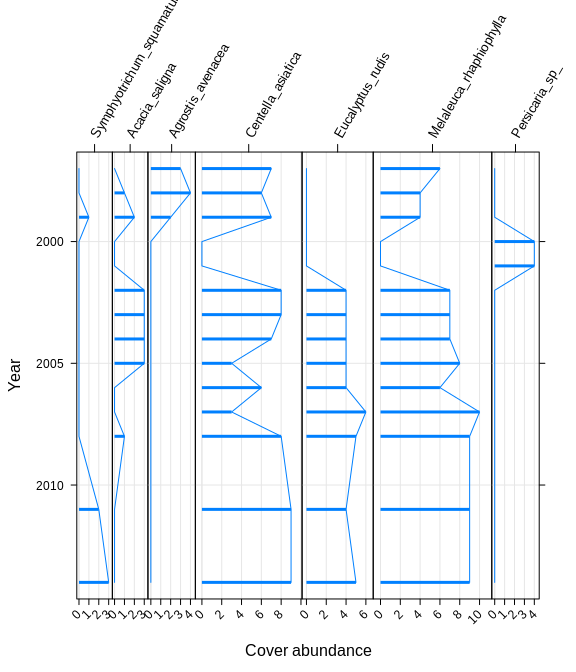 Symphyotrichum_squamatum
Acacia_saligna
Agrostis_avenacea
Centella_asiatica
Eucalyptus_rudis
Melaleuca_rhaphiophylla
Persicaria_sp_
2000
2005
2010
Year
0 1 2 3 0 1 2 3 0 1 2 3 4 0 2 4 6 8 0 2 4 6 0 2 4 6 8 10 0 1 2 3 4
Cover abundance